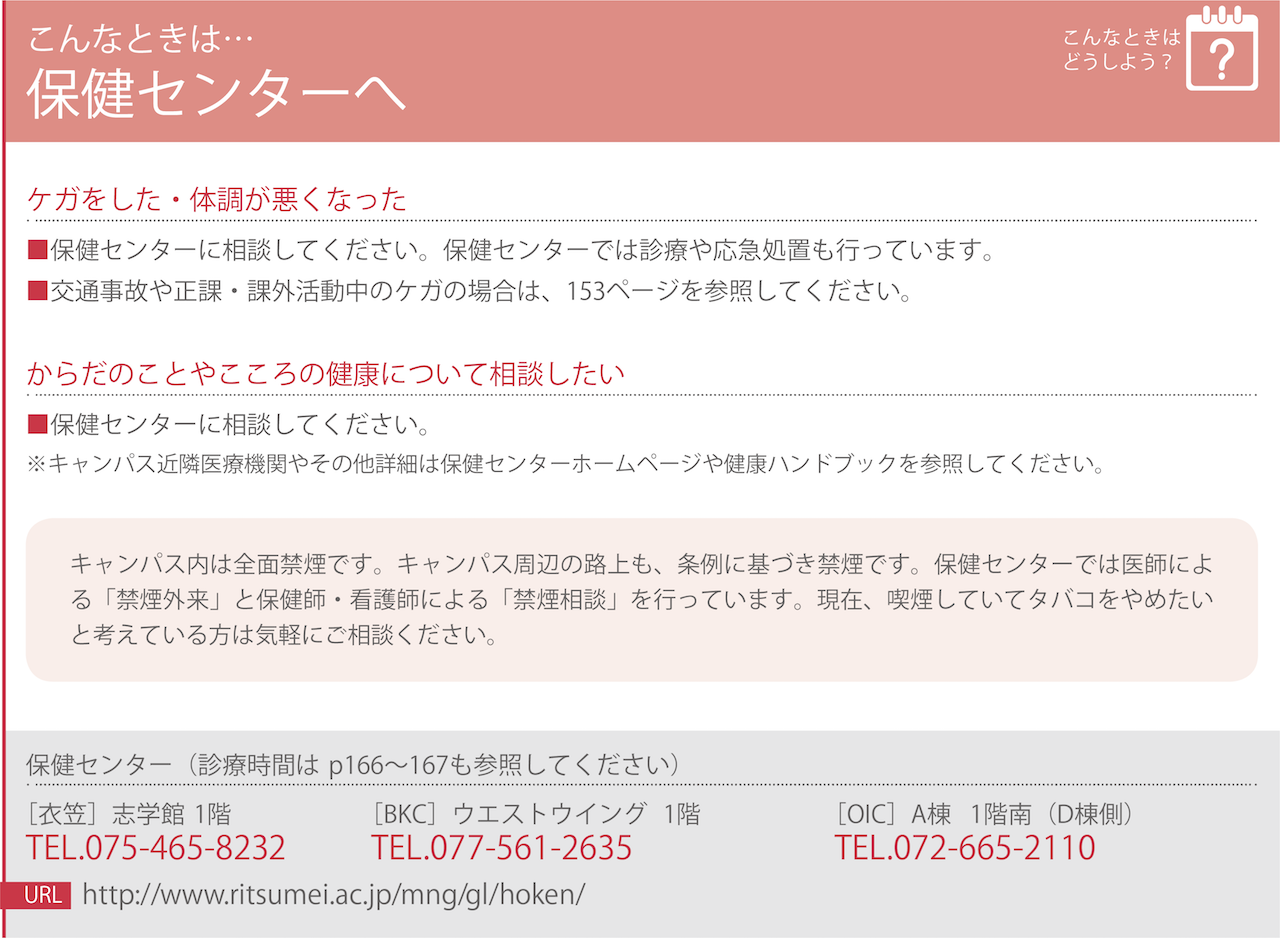 こんなときは…
保健センターへ
こんなときは
どうしよう？
?
ケガをした・体調が悪くなった
■保健センターに相談してください。保健センターでは診療や応急処置も行っています。
■交通事故や正課・課外活動中のケガの場合は、153ページを参照してください。
からだのことやこころの健康について相談したい
■保健センターに相談してください。
※キャンパス近隣医療機関やその他詳細は保健センターホームページや健康ハンドブックを参照してください。
キャンパス内は全面禁煙です。キャンパス周辺の路上も、条例に基づき禁煙です。保健センターでは医師によ
る「禁煙外来」と保健師・看護師による「禁煙相談」を行っています。現在、喫煙していてタバコをやめたい
と考えている方は気軽にご相談ください。
保健センター（診療時間は p166〜167も参照してください）
［衣笠］志学館 1階
TEL.075-465-8232
［BKC］ウエストウイング 1階
TEL.077-561-2635
［OIC］A棟 1階南（D棟側）
TEL.072-665-2110
URL http://www.ritsumei.ac.jp/mng/gl/hoken/